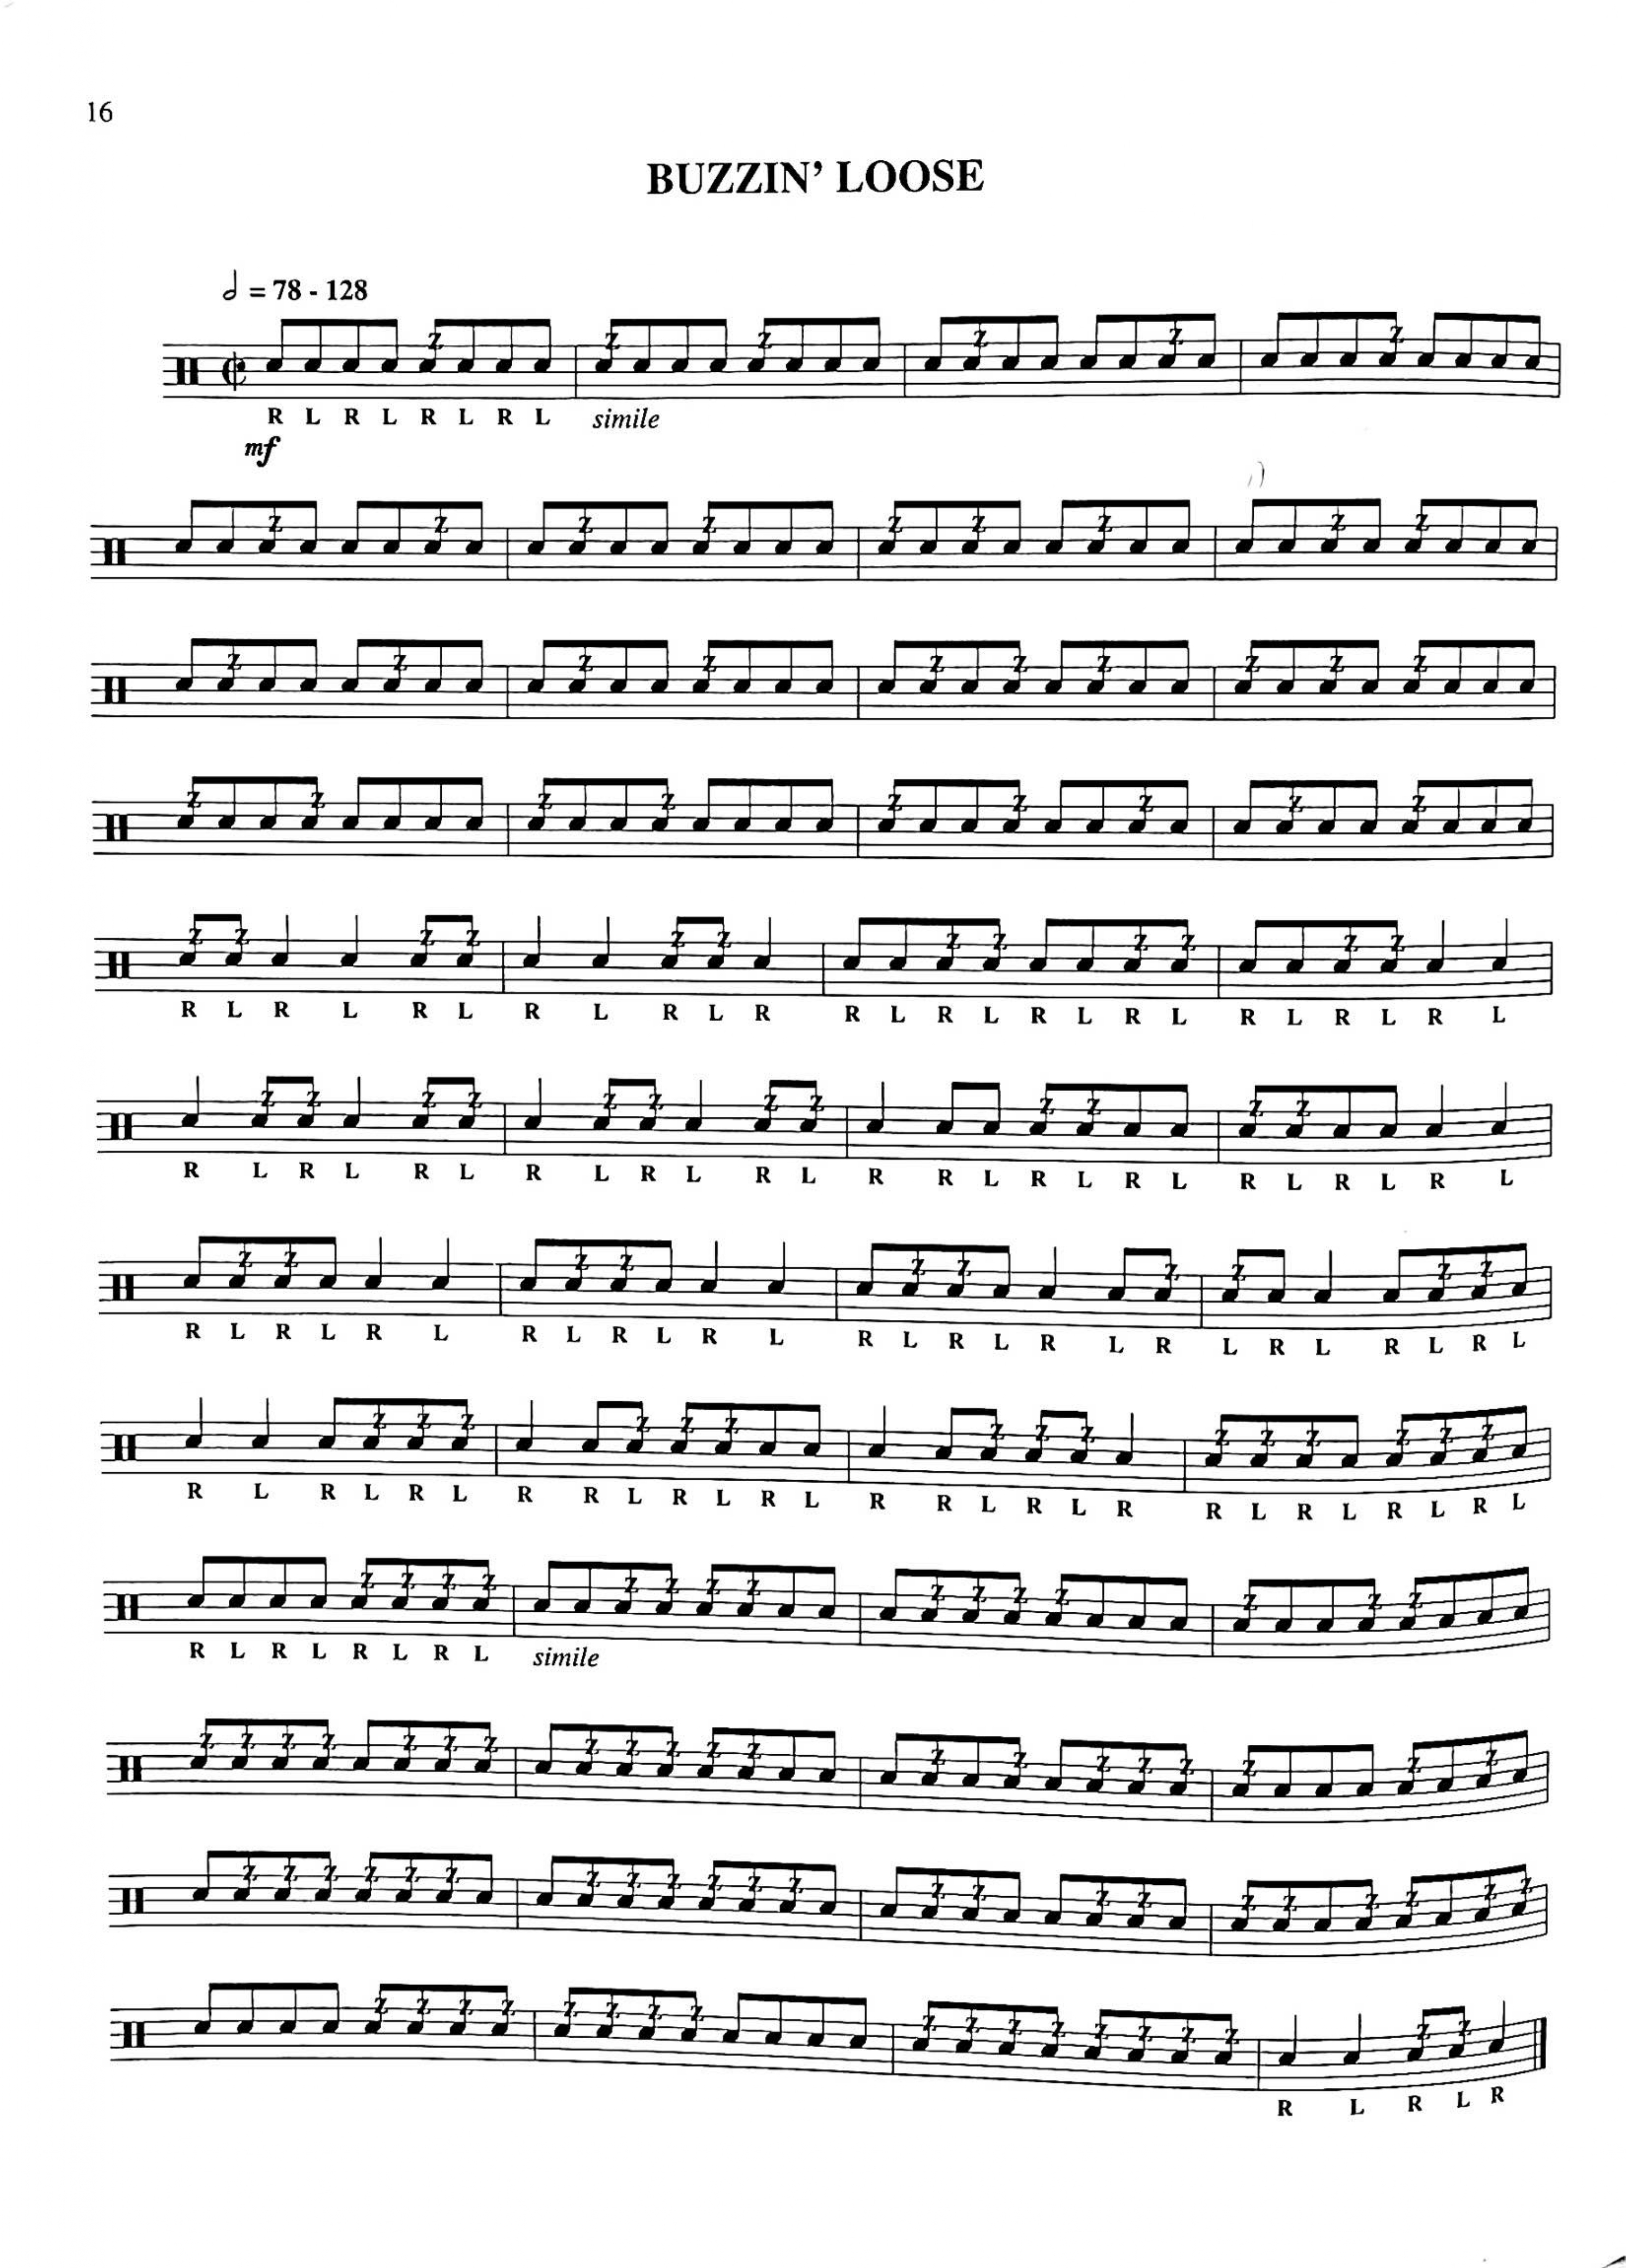 16
BUZZIN’ LOOSE
𝅗𝅥 = 78 - 128
R L R L R L R L simile
mf
R L R L R L R L R L R R L R L R L R L R L R L R L
R L R L R L R L R L R L R R L R L R L R L R L R L
R L R L R L R L R L R L R L R L R L R L R L R L R L
R L R L R L R R L R L R L R R L R L R R L R L R L R L
R L R L R L R L simile
R L R L R